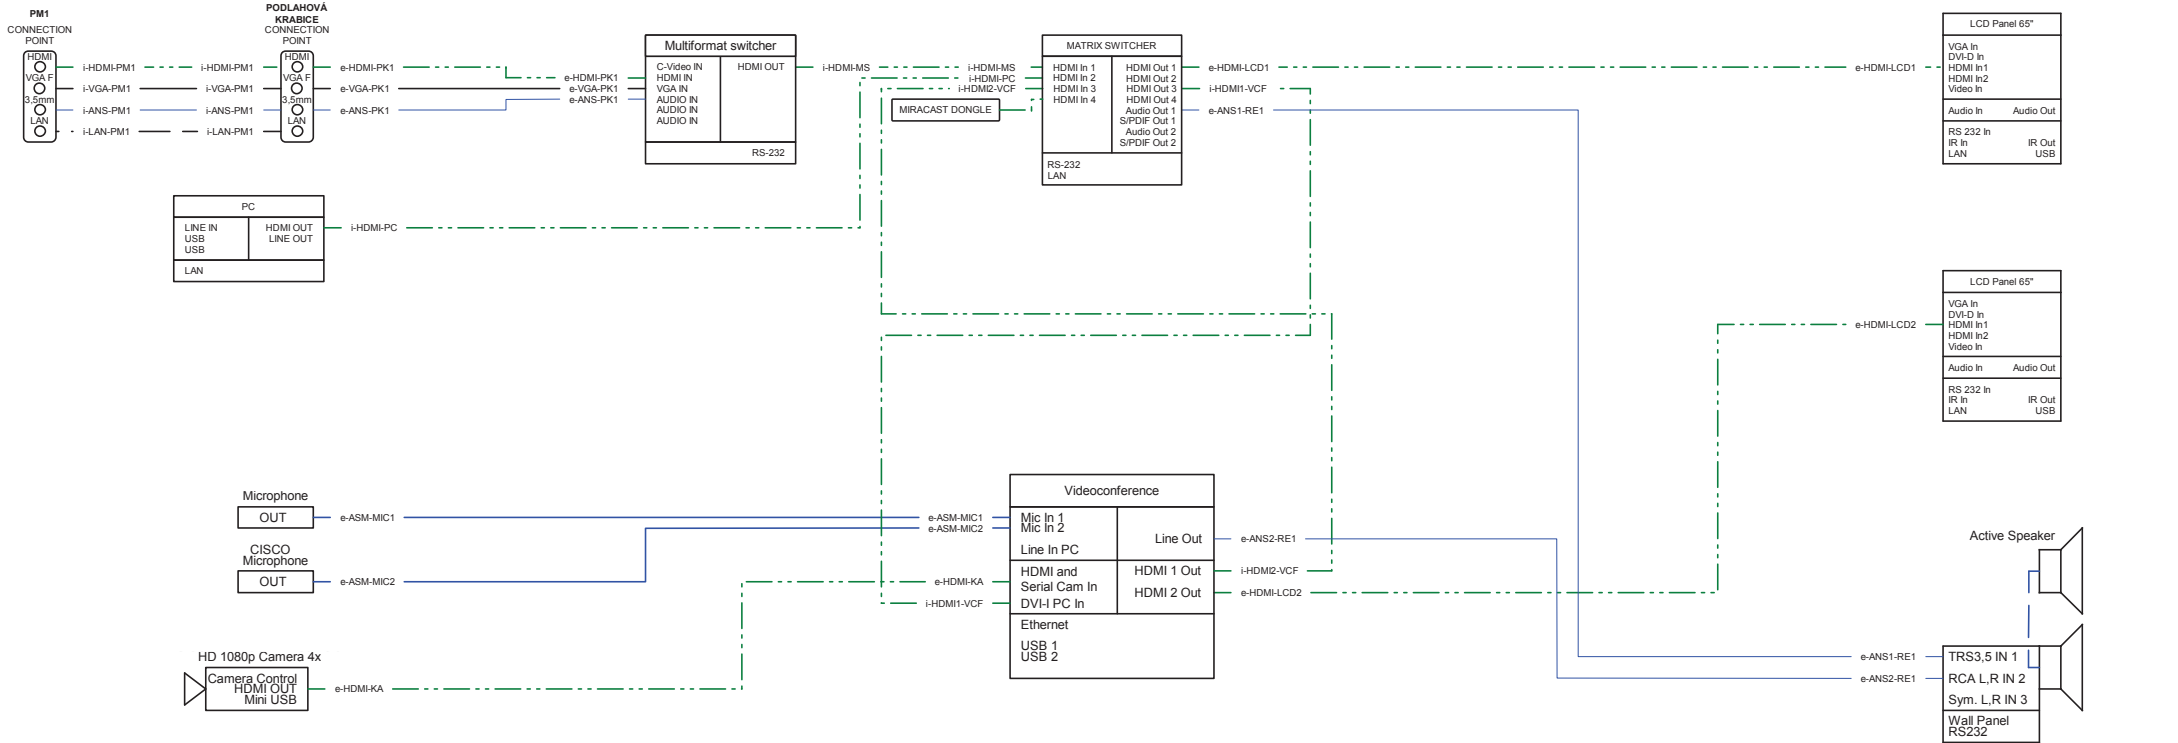 PM1
CONNECTION
POINT
HDMI
VGA F
3,5mm
LAN
i-HDMI-PM1
i-VGA-PM1
i-ANS-PM1
i-LAN-PM1
i-HDMI-PM1
i-VGA-PM1
i-ANS-PM1
i-LAN-PM1
PODLAHOVÁ
KRABICE
CONNECTION
POINT
HDMI
VGA F
3,5mm
LAN
e-HDMI-PK1
e-VGA-PK1
e-ANS-PK1
e-HDMI-PK1
e-VGA-PK1
e-ANS-PK1
Multiformat switcher
C-Video IN
HDMI IN
VGA IN
AUDIO IN
AUDIO IN
AUDIO IN
HDMI OUT
RS-232
i-HDMI-MS
i-HDMI-MS
i-HDMI-PC
i-HDMI2-VCF
MIRACAST DONGLE
MATRIX SWITCHER
HDMI In 1
HDMI In 2
HDMI In 3
HDMI In 4
HDMI Out 1
HDMI Out 2
HDMI Out 3
HDMI Out 4
Audio Out 1
S/PDIF Out 1
Audio Out 2
S/PDIF Out 2
RS-232
LAN
e-HDMI-LCD1
i-HDMI1-VCF
e-ANS1-RE1
e-HDMI-LCD1
LCD Panel 65"
VGA In
DVI-D In
HDMI In1
HDMI In2
Video In
Audio In Audio Out
RS 232 In
IR In IR Out
LAN USB
PC
LINE IN
USB
USB
HDMI OUT
LINE OUT
LAN
i-HDMI-PC
e-HDMI-LCD2
LCD Panel 65"
VGA In
DVI-D In
HDMI In1
HDMI In2
Video In
Audio In Audio Out
RS 232 In
IR In IR Out
LAN USB
Microphone
OUT
e-ASM-MIC1
CISCO
Microphone
OUT
e-ASM-MIC2
HD 1080p Camera 4x
Camera Control
HDMI OUT
Mini USB
e-HDMI-KA
e-ASM-MIC1
e-ASM-MIC2
e-HDMI-KA
i-HDMI1-VCF
Videoconference
Mic In 1
Mic In 2
Line In PC
Line Out
HDMI and
Serial Cam In
DVI-I PC In
HDMI 1 Out
HDMI 2 Out
Ethernet
USB 1
USB 2
e-ANS2-RE1
i-HDMI2-VCF
e-HDMI-LCD2
Active Speaker
e-ANS1-RE1
e-ANS2-RE1
TRS3,5 IN 1
RCA L,R IN 2
Sym. L,R IN 3
Wall Panel
RS232